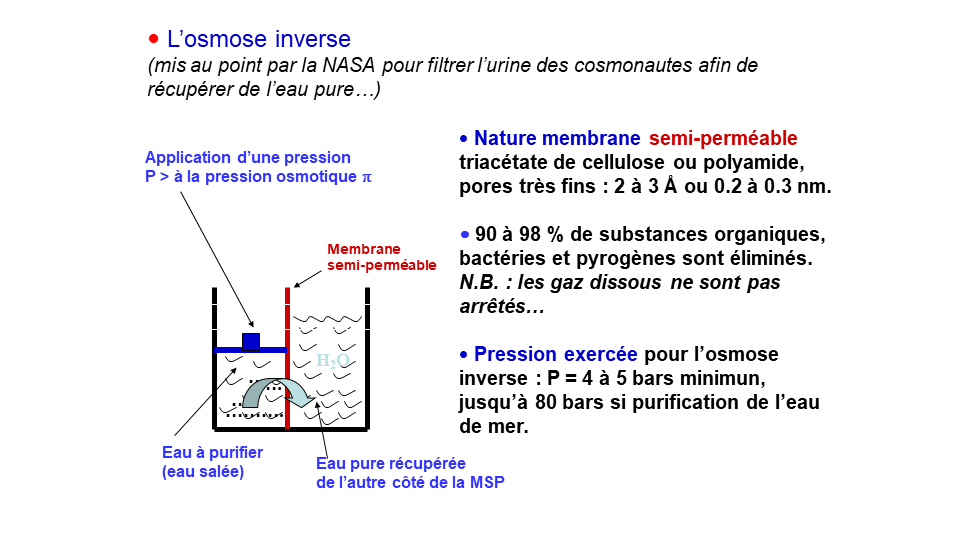 • L’osmose inverse
(mis au point par la NASA pour filtrer l’urine des cosmonautes afin de
récupérer de l’eau pure…)
Application d’une pression
P > à la pression osmotique π
Membrane
semi-perméable
H₂O
Eau à purifier
(eau salée)
Eau pure récupérée
de l’autre côté de la MSP
• Nature membrane semi-perméable
triacétate de cellulose ou polyamide,
pores très fins : 2 à 3 Å ou 0.2 à 0.3 nm.
• 90 à 98 % de substances organiques,
bactéries et pyrogènes sont éliminés.
N.B. : les gaz dissous ne sont pas
arrêtés…
• Pression exercée pour l’osmose
inverse : P = 4 à 5 bars minimun,
jusqu’à 80 bars si purification de l’eau
de mer.